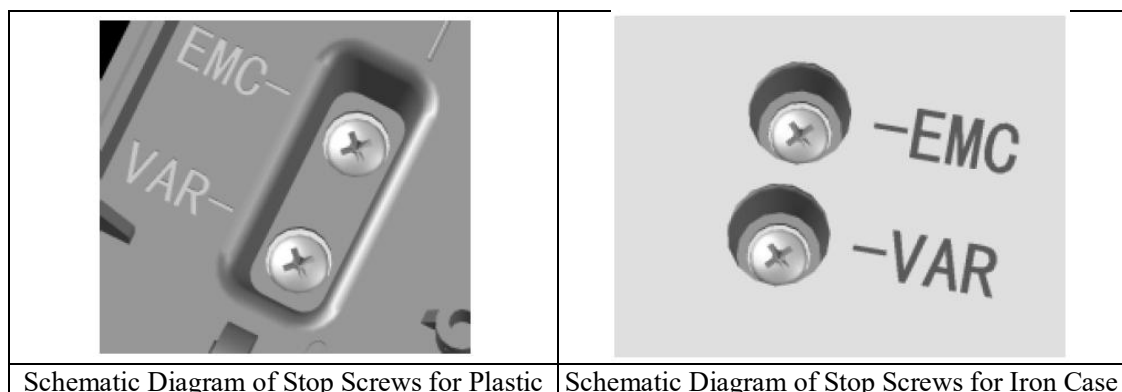 EMC-
VAR-
-EMC
-VAR
Schematic Diagram of Stop Screws for Plastic
Schematic Diagram of Stop Screws for Iron Case